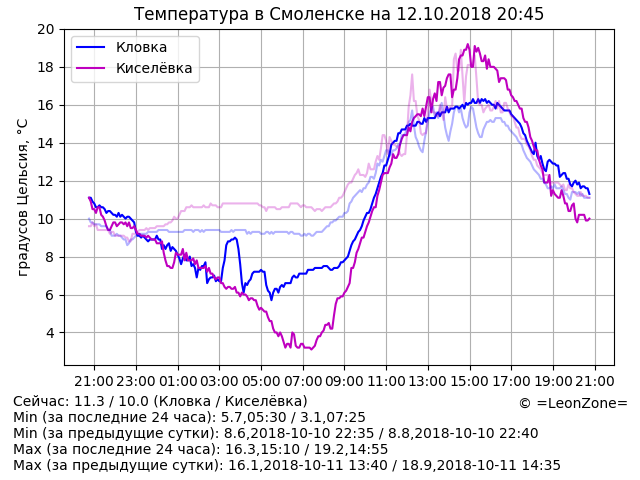 Температура в Смоленске на 12.10.2018 20:45
Кловка
Киселёвка
градусов Цельсия, °C
20
18
16
14
12
10
8
6
4
21:00 23:00 01:00 03:00 05:00 07:00 09:00 11:00 13:00 15:00 17:00 19:00 21:00
Сейчас: 11.3 / 10.0 (Кловка / Киселёвка)
© =LeonZone=
Min (за последние 24 часа): 5.7,05:30 / 3.1,07:25
Min (за предыдущие сутки): 8.6,2018-10-10 22:35 / 8.8,2018-10-10 22:40
Max (за последние 24 часа): 16.3,15:10 / 19.2,14:55
Max (за предыдущие сутки): 16.1,2018-10-11 13:40 / 18.9,2018-10-11 14:35